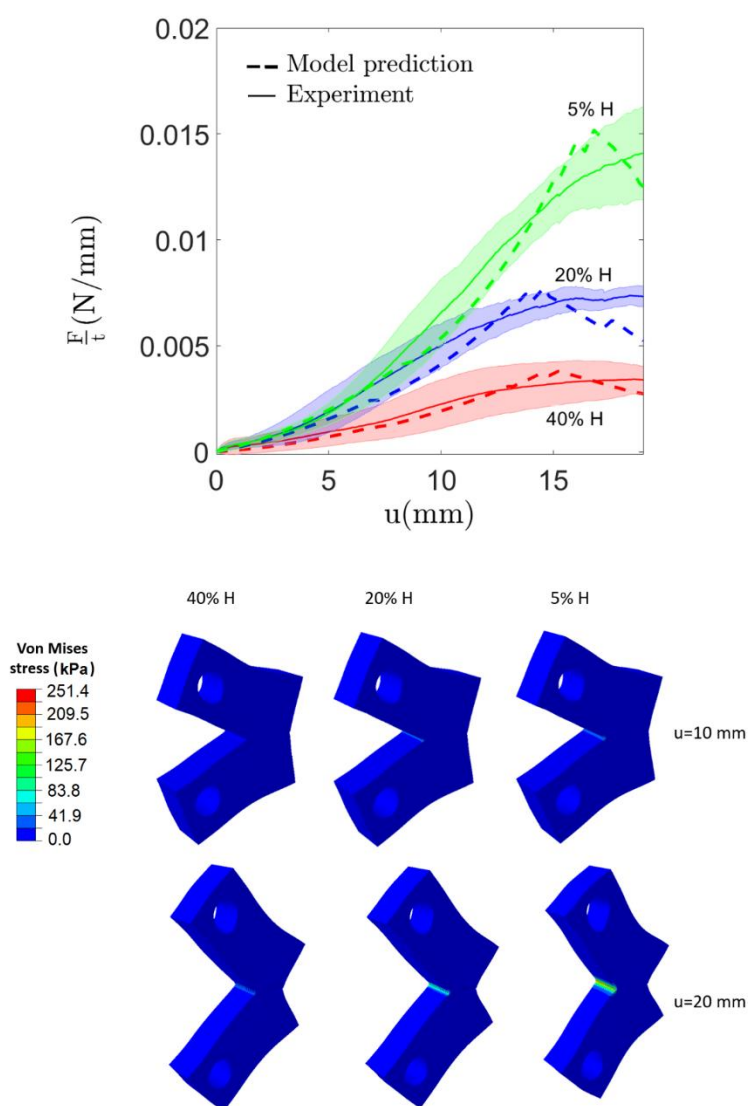 0.02
Model prediction
Experiment
5% H
0.015
0.01
20% H
0.005
40% H
0
F/t (N/mm)
0 5 10 15
u(mm)
40% H 20% H 5% H
Von Mises
stress (kPa)
251.4
209.5
167.6
125.7
83.8
41.9
0.0
u=10 mm
u=20 mm